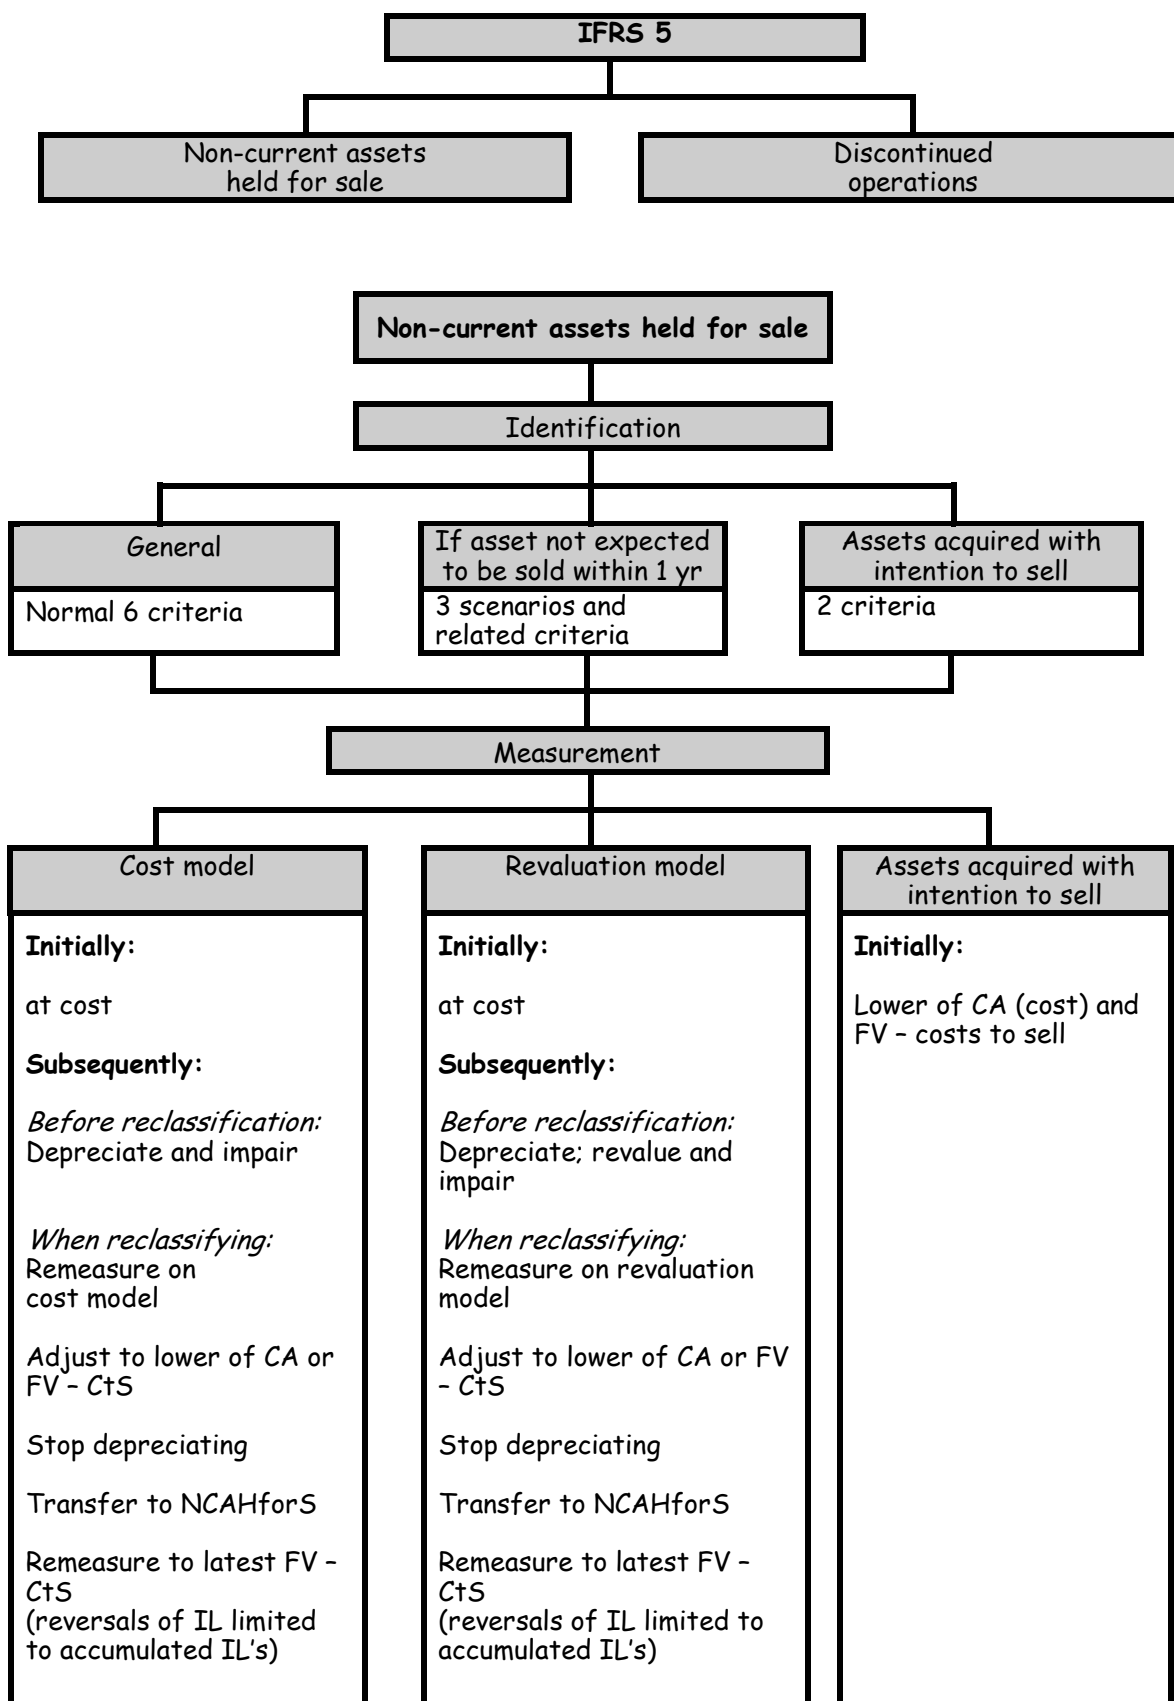 IFRS 5
Non-current assets
held for sale
Discontinued
operations
Non-current assets held for sale
Identification
General
Normal 6 criteria
If asset not expected
to be sold within 1 yr
3 scenarios and
related criteria
Assets acquired with
intention to sell
2 criteria
Measurement
Cost model
Initially:
at cost
Subsequently:
Before reclassification:
Depreciate and impair
When reclassifying:
Remeasure on
cost model
Adjust to lower of CA or
FV – CtS
Stop depreciating
Transfer to NCAHforS
Remeasure to latest FV –
CtS
(reversals of IL limited
to accumulated IL's)
Revaluation model
Initially:
at cost
Subsequently:
Before reclassification:
Depreciate; revalue and
impair
When reclassifying:
Remeasure on revaluation
model
Adjust to lower of CA or FV
– CtS
Stop depreciating
Transfer to NCAHforS
Remeasure to latest FV –
CtS
(reversals of IL limited to
accumulated IL's)
Assets acquired with
intention to sell
Initially:
Lower of CA (cost) and
FV – costs to sell